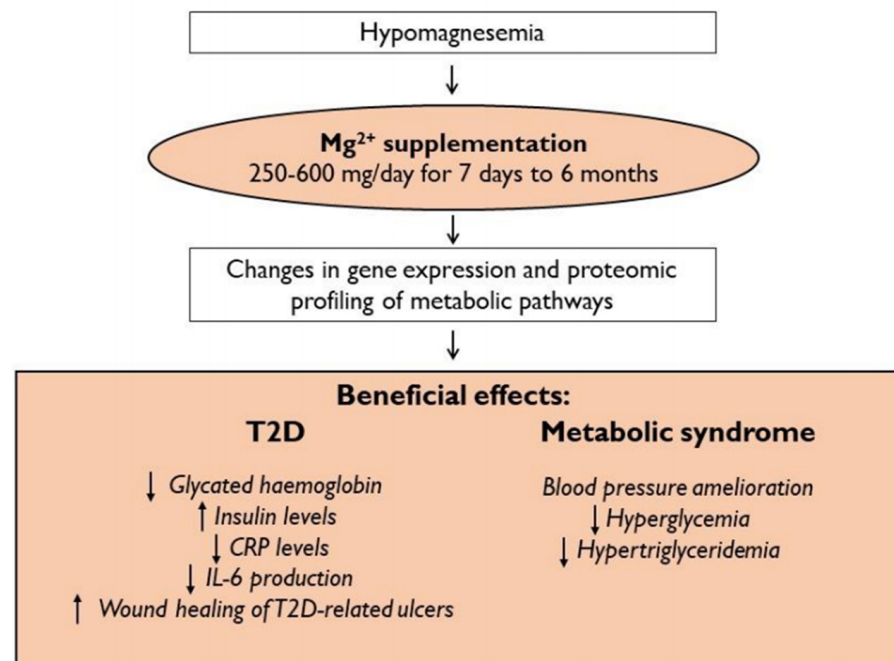 Hypomagnesemia
Mg²⁺ supplementation
250-600 mg/day for 7 days to 6 months
Changes in gene expression and proteomic
profiling of metabolic pathways
Beneficial effects:
T2D
↓ Glycated haemoglobin
↑ Insulin levels
↓ CRP levels
↓ IL-6 production
↑ Wound healing of T2D-related ulcers
Metabolic syndrome
Blood pressure amelioration
↓ Hyperglycemia
↓ Hypertriglyceridemia